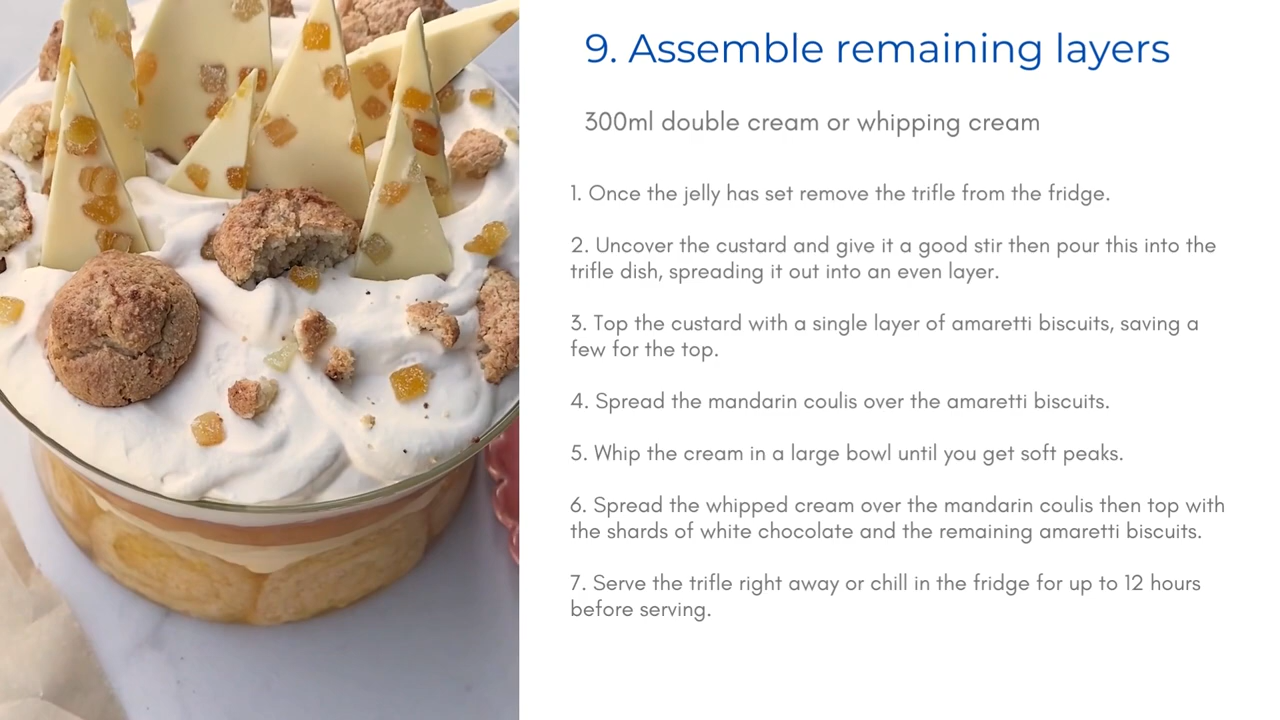 9. Assemble remaining layers
300ml double cream or whipping cream
1. Once the jelly has set remove the trifle from the fridge.
2. Uncover the custard and give it a good stir then pour this into the
trifle dish, spreading it out into an even layer.
3. Top the custard with a single layer of amaretti biscuits, saving a
few for the top.
4. Spread the mandarin coulis over the amaretti biscuits.
5. Whip the cream in a large bowl until you get soft peaks.
6. Spread the whipped cream over the mandarin coulis then top with
the shards of white chocolate and the remaining amaretti biscuits.
7. Serve the trifle right away or chill in the fridge for up to 12 hours
before serving.